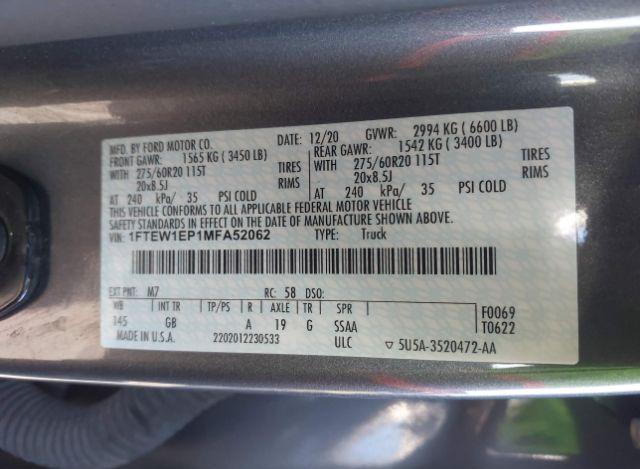 MFD. BY FORD MOTOR CO. DATE: 12/20 GVWR: 2994 KG ( 6600 LB)
FRONT GAWR: 1565 KG ( 3450 LB) REAR GAWR: 1542 KG ( 3400 LB)
WITH 275/60R20 115T TIRES WITH 275/60R20 115T TIRES
20x8.5J RIMS 20x8.5J RIMS
AT 240 kPa/ 35 PSI COLD AT 240 kPa/ 35 PSI COLD
THIS VEHICLE CONFORMS TO ALL APPLICABLE FEDERAL MOTOR VEHICLE
SAFETY STANDARDS IN EFFECT ON THE DATE OF MANUFACTURE SHOWN ABOVE.
VIN: 1FTEW1EP1MFA52062 TYPE: Truck
EXT PNT: M7 RC: 58 DSO:
WB INT TR TP/PS R AXLE TR SPR F0069
145 GB A 19 G SSAA T0622
MADE IN U.S.A. 2202012230533 ULC ▽ 5U5A-3520472-AA